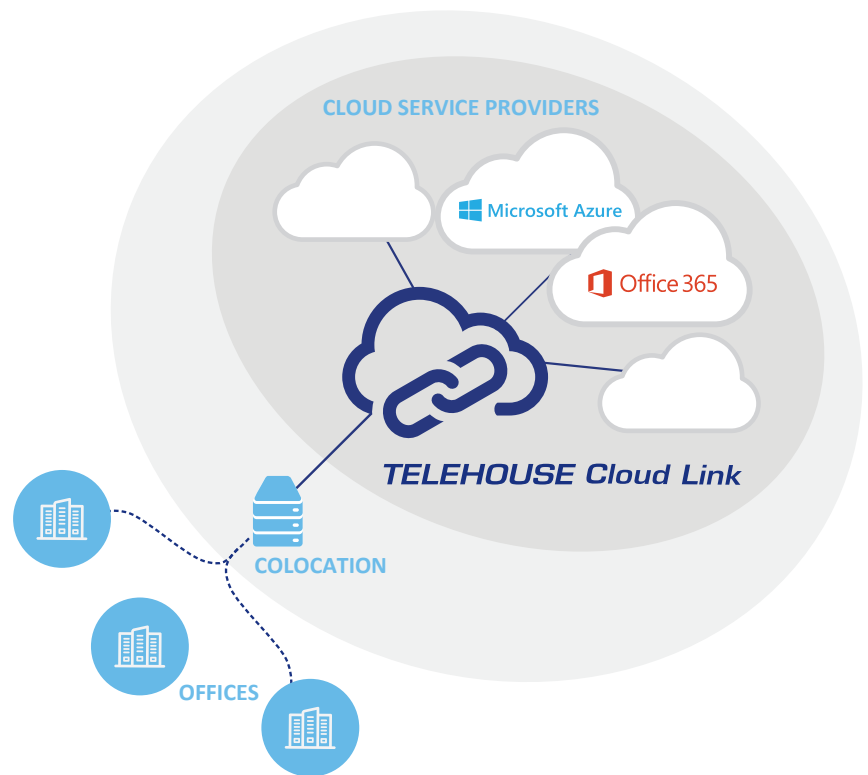 CLOUD SERVICE PROVIDERS
Microsoft Azure
Office 365
TELEHOUSE Cloud Link
COLOCATION
OFFICES